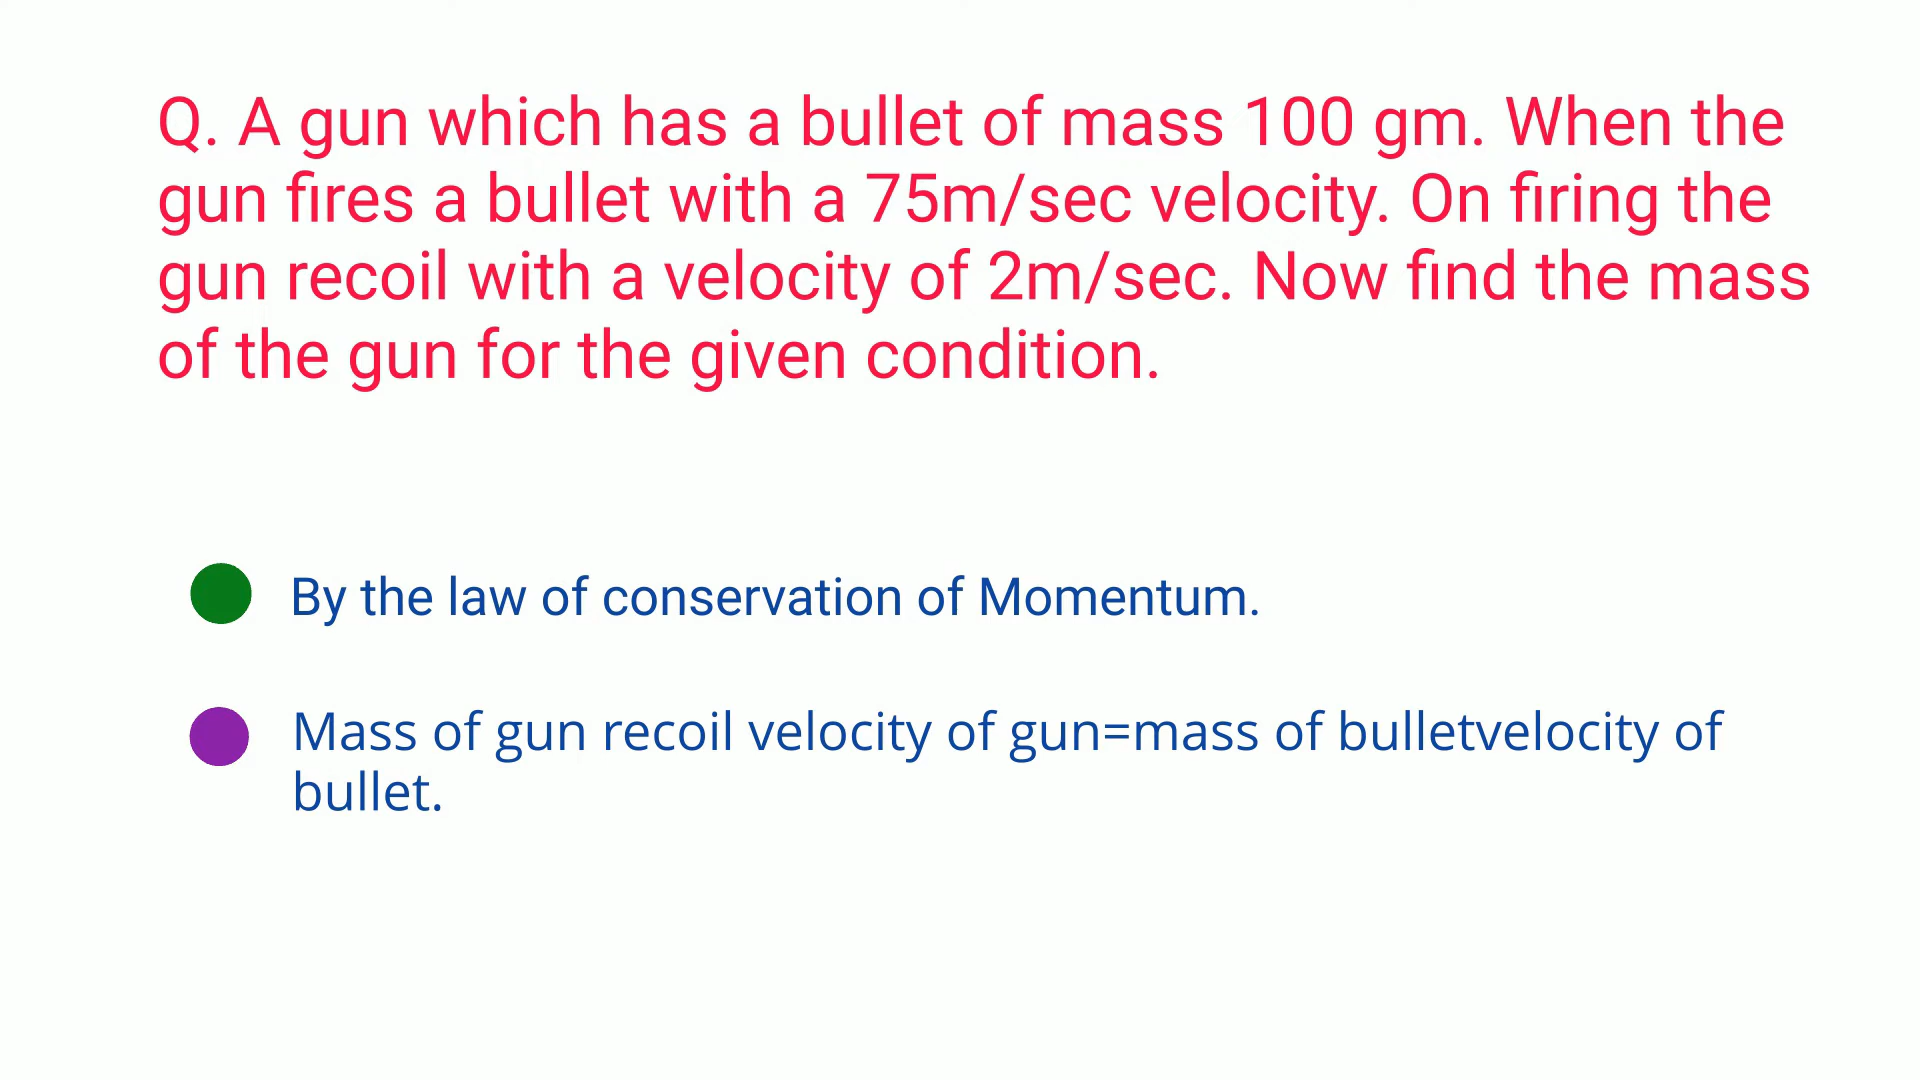 Q. A gun which has a bullet of mass 100 gm. When the
gun fires a bullet with a 75m/sec velocity. On firing the
gun recoil with a velocity of 2m/sec. Now find the mass
of the gun for the given condition.
By the law of conservation of Momentum.
Mass of gun recoil velocity of gun=mass of bulletvelocity of
bullet.